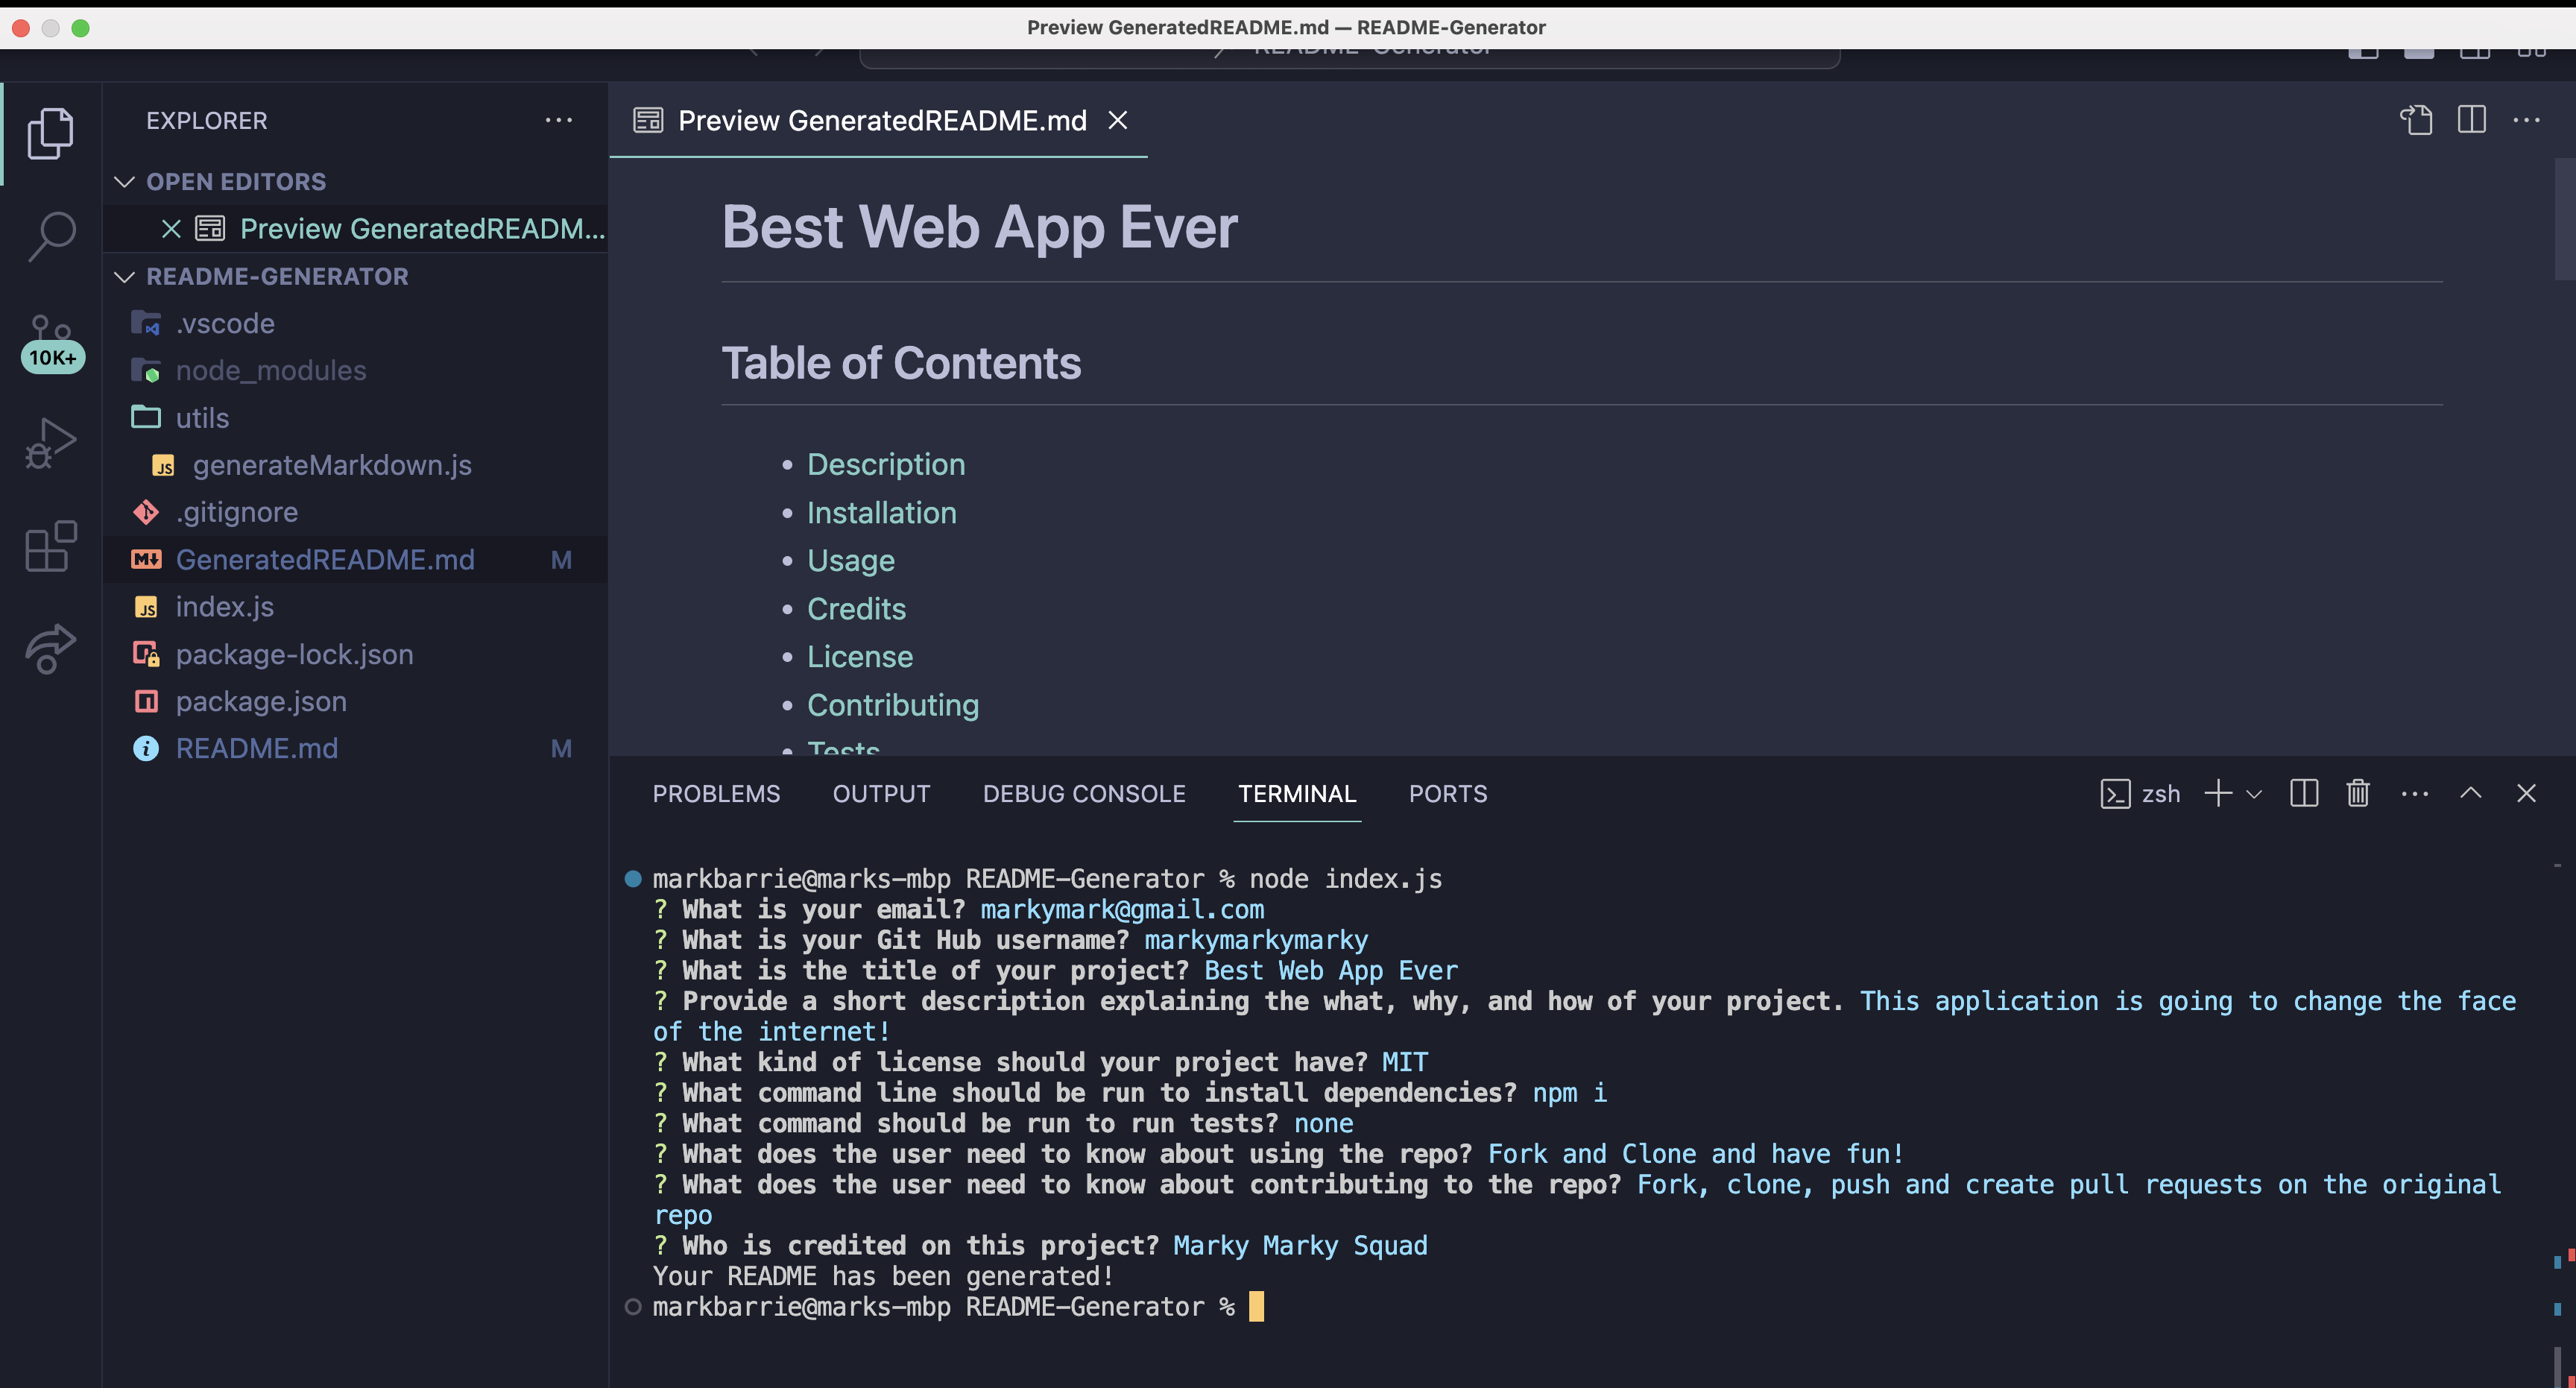 Preview GeneratedREADME.md — README-Generator
README-Generator
EXPLORER
Preview GeneratedREADME.md
OPEN EDITORS
Preview GeneratedREADM...
README-GENERATOR
.vscode
10K+
node_modules
utils
JS generateMarkdown.js
.gitignore
GeneratedREADME.md M
JS index.js
package-lock.json
package.json
README.md M
Best Web App Ever
Table of Contents
• Description
• Installation
• Usage
• Credits
• License
• Contributing
• Tests
PROBLEMS OUTPUT DEBUG CONSOLE TERMINAL PORTS zsh
markbarrie@marks-mbp README-Generator % node index.js
? What is your email? markymark@gmail.com
? What is your Git Hub username? markymarkymarky
? What is the title of your project? Best Web App Ever
? Provide a short description explaining the what, why, and how of your project. This application is going to change the face
of the internet!
? What kind of license should your project have? MIT
? What command line should be run to install dependencies? npm i
? What command should be run to run tests? none
? What does the user need to know about using the repo? Fork and Clone and have fun!
? What does the user need to know about contributing to the repo? Fork, clone, push and create pull requests on the original
repo
? Who is credited on this project? Marky Marky Squad
Your README has been generated!
markbarrie@marks-mbp README-Generator %